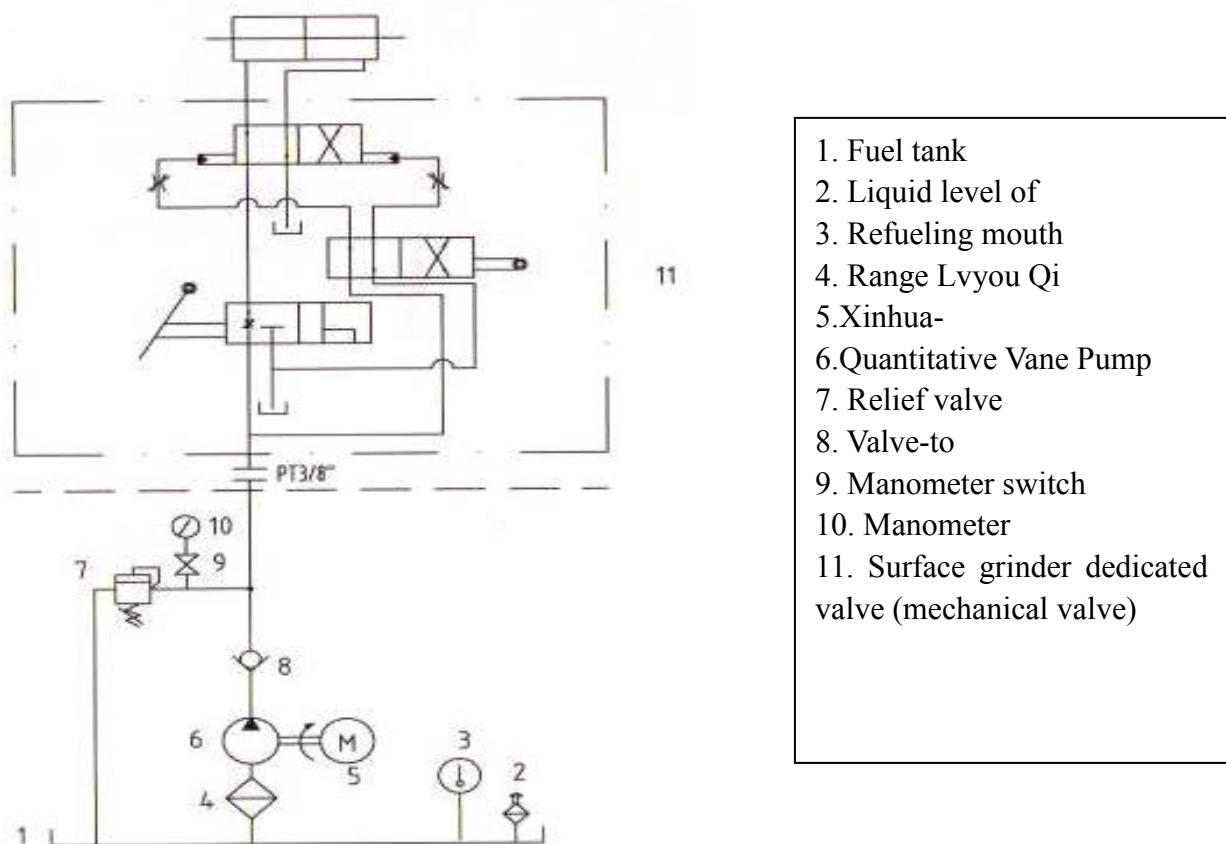 11
PT3/8"
10
9
7
8
6
M
5
4
3
2
1
1. Fuel tank
2. Liquid level of
3. Refueling mouth
4. Range Lvyou Qi
5.Xinhua-
6.Quantitative Vane Pump
7. Relief valve
8. Valve-to
9. Manometer switch
10. Manometer
11. Surface grinder dedicated
valve (mechanical valve)